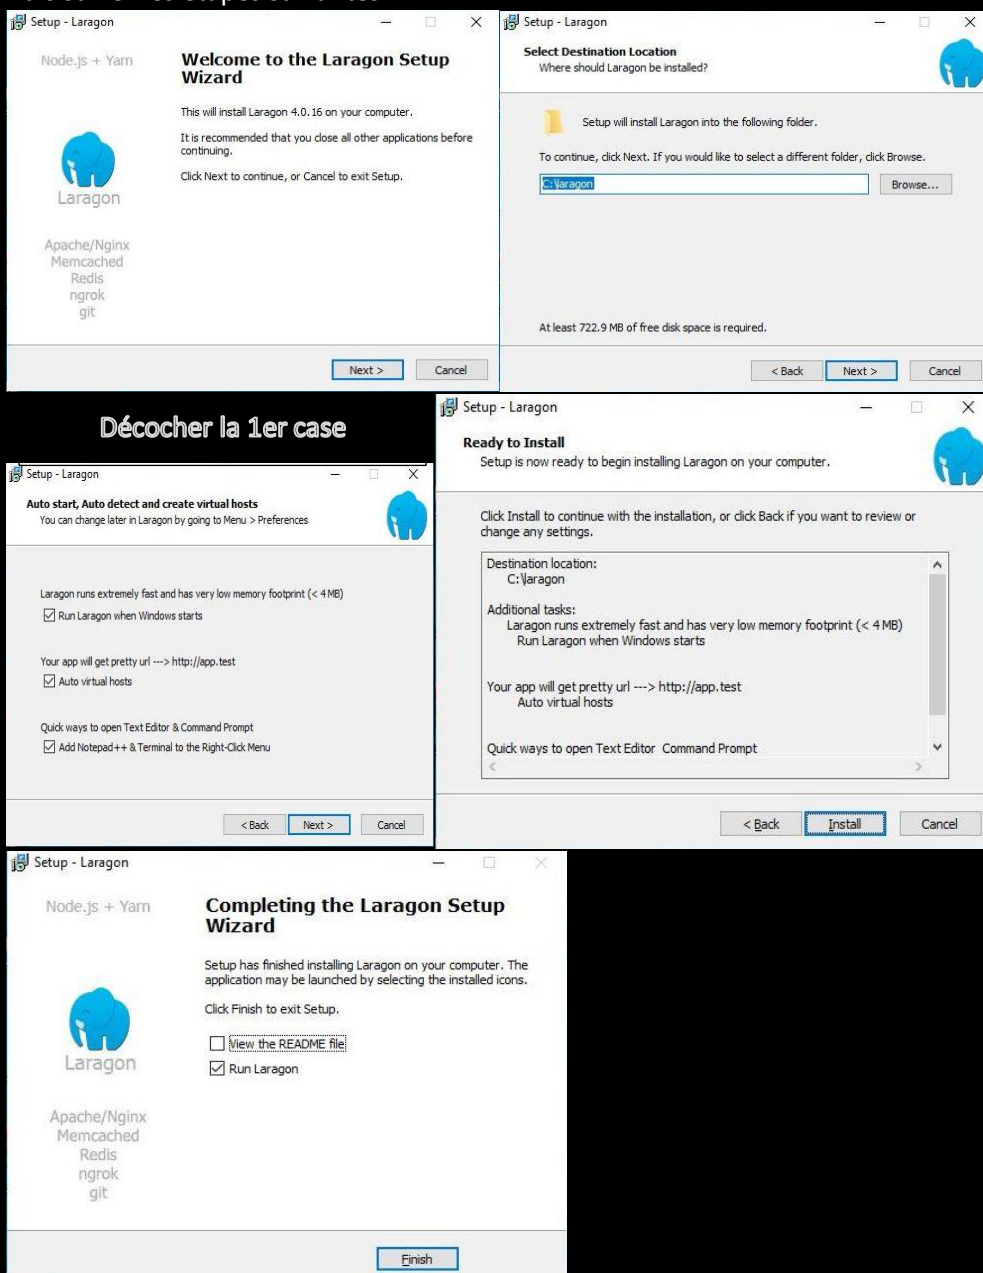 Setup - Laragon
Node.js + Yarn
Laragon
Apache/Nginx
Memcached
Redis
ngrok
git
Welcome to the Laragon Setup
Wizard
This will install Laragon 4.0.16 on your computer.
It is recommended that you close all other applications before
continuing.
Click Next to continue, or Cancel to exit Setup.
Next >
Cancel
Setup - Laragon
Select Destination Location
Where should Laragon be installed?
Setup will install Laragon into the following folder.
To continue, click Next. If you would like to select a different folder, click Browse.
C:\laragon
Browse...
At least 722.9 MB of free disk space is required.
< Back
Next >
Cancel
Décocher la 1er case
Setup - Laragon
Auto start, Auto detect and create virtual hosts
You can change later in Laragon by going to Menu > Preferences
Laragon runs extremely fast and has very low memory footprint (< 4 MB)
Run Laragon when Windows starts
Your app will get pretty url ---> http://app.test
Auto virtual hosts
Quick ways to open Text Editor & Command Prompt
Add Notepad++ & Terminal to the Right-Click Menu
< Back
Next >
Cancel
Setup - Laragon
Ready to Install
Setup is now ready to begin installing Laragon on your computer.
Click Install to continue with the installation, or click Back if you want to review or
change any settings.
Destination location:
C:\laragon
Additional tasks:
Laragon runs extremely fast and has very low memory footprint (< 4 MB)
Run Laragon when Windows starts
Your app will get pretty url ---> http://app.test
Auto virtual hosts
Quick ways to open Text Editor  Command Prompt
< Back
Install
Cancel
Setup - Laragon
Node.js + Yarn
Laragon
Apache/Nginx
Memcached
Redis
ngrok
git
Completing the Laragon Setup
Wizard
Setup has finished installing Laragon on your computer. The
application may be launched by selecting the installed icons.
Click Finish to exit Setup.
View the README file
Run Laragon
Finish